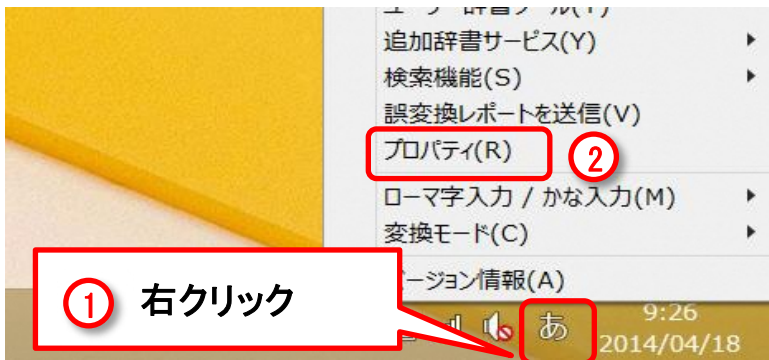 追加辞書サービス(Y)
検索機能(S)
誤変換レポートを送信(V)
プロパティ(R)
②
ローマ字入力 / かな入力(M)
変換モード(C)
ージョン情報(A)
① 右クリック
あ
9:26
2014/04/18